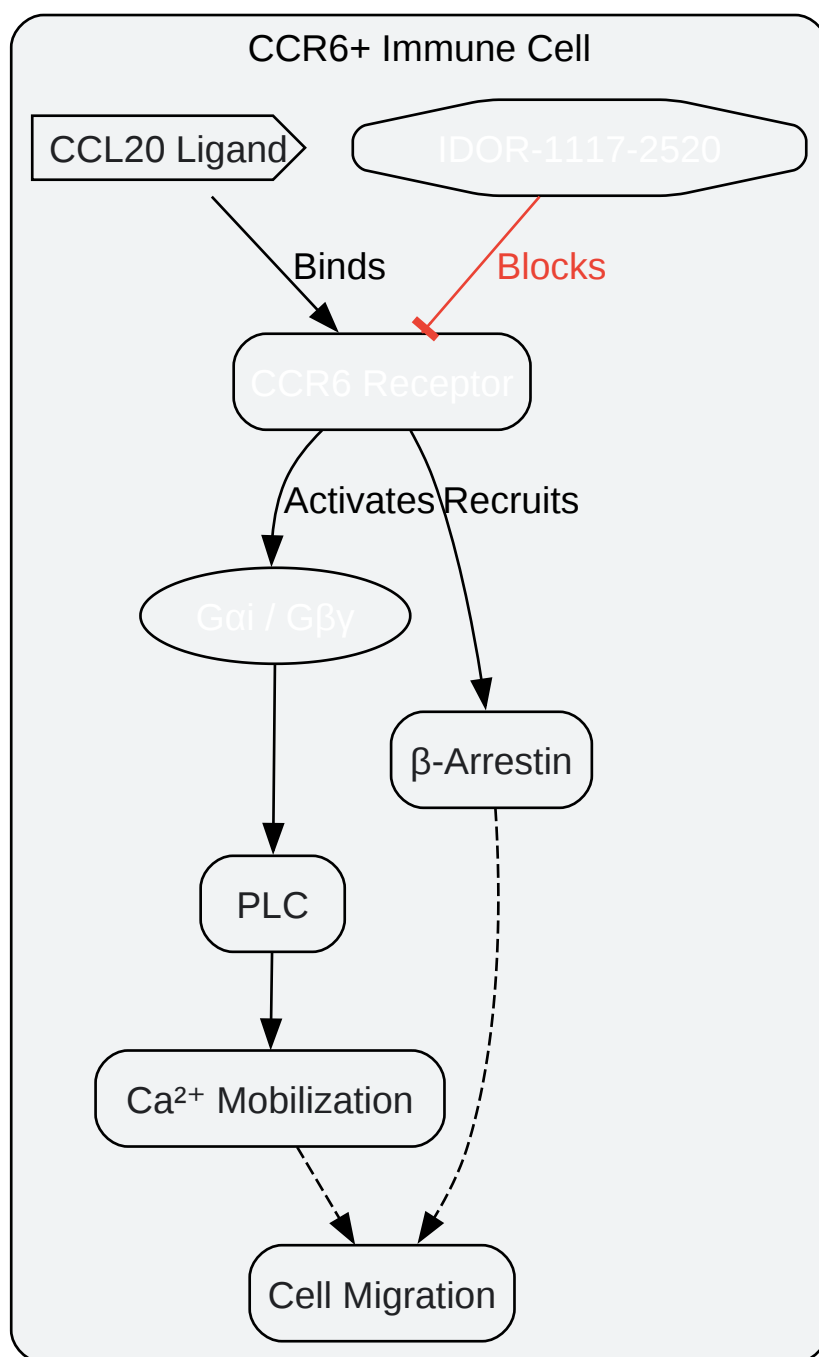 CCR6+ Immune Cell
CCL20 Ligand
IDOR-1117-2520
Binds
Blocks
CCR6 Receptor
Activates
Recruits
Gαi / Gβγ
β-Arrestin
PLC
Ca²⁺ Mobilization
Cell Migration